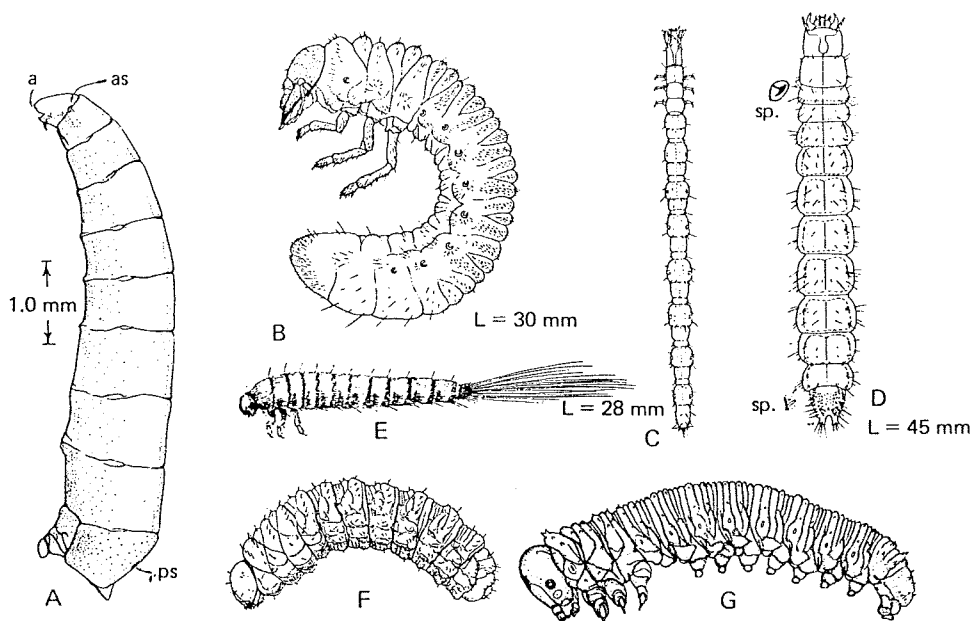 a
as
1.0 mm
ps
A
B
L = 30 mm
C
sp.
sp.
D
L = 45 mm
E
L = 28 mm
F
G